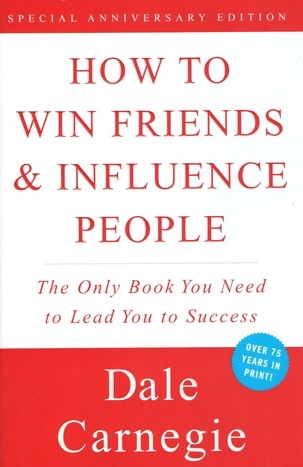 SPECIAL ANNIVERSARY EDITION
HOW TO
WIN FRIENDS
& INFLUENCE
PEOPLE
The Only Book You Need
to Lead You to Success
OVER 75
YEARS IN
PRINT!
Dale
Carnegie